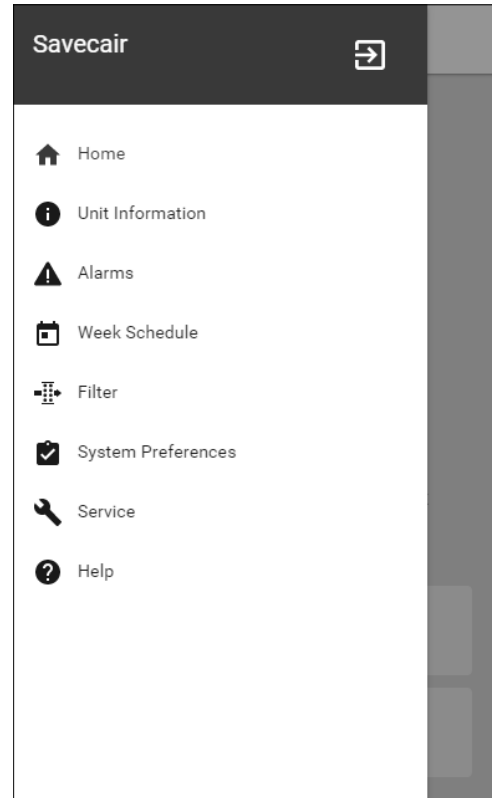 Savecair
Home
Unit Information
Alarms
Week Schedule
Filter
System Preferences
Service
Help